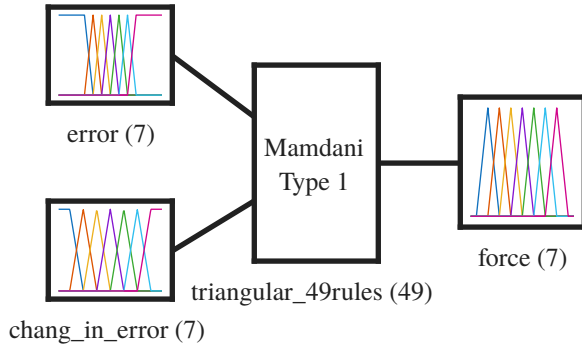 error (7)
Mamdani
Type 1
force (7)
triangular_49rules (49)
chang_in_error (7)